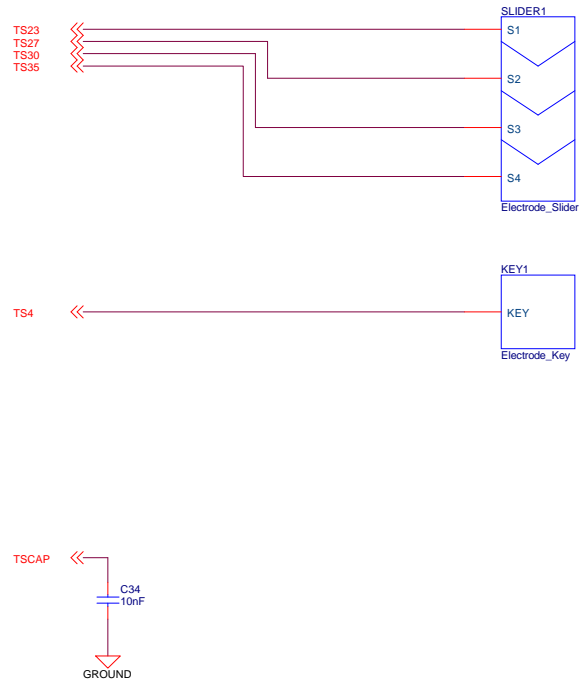 SLIDER1
TS23
S1
TS27
TS30
TS35
S2
S3
S4
Electrode_Slider
KEY1
TS4
KEY
Electrode_Key
TSCAP
C34
10nF
GROUND